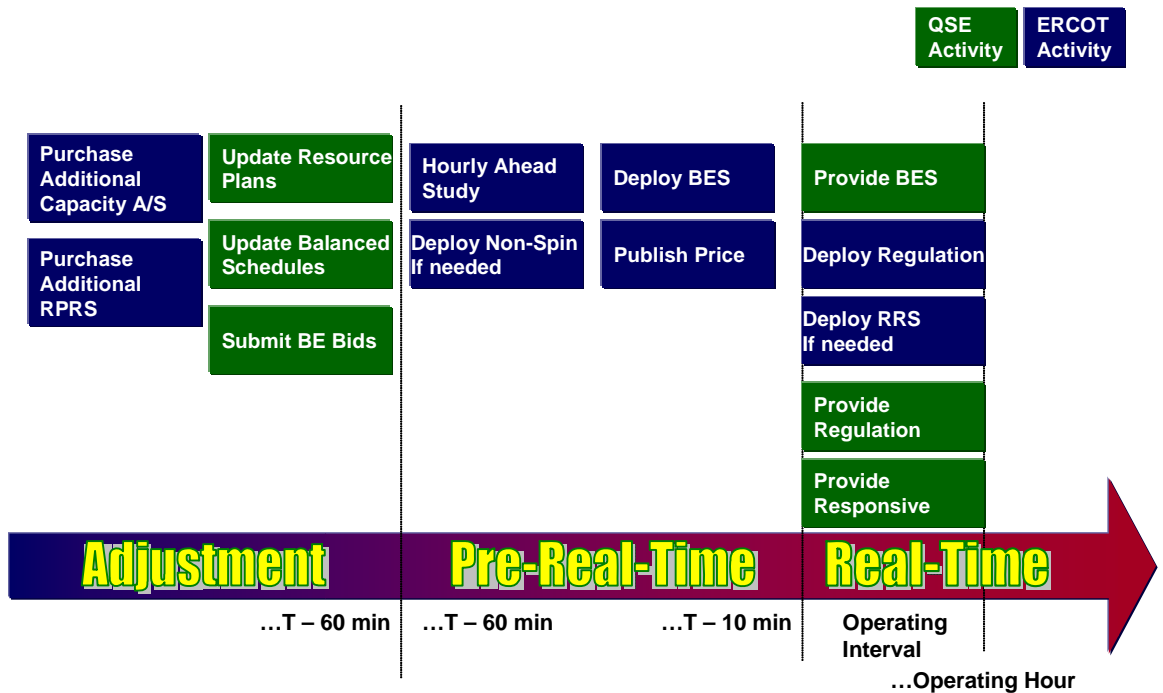 QSE
Activity
ERCOT
Activity
Purchase
Additional
Capacity A/S
Purchase
Additional
RPRS
Update Resource
Plans
Update Balanced
Schedules
Submit BE Bids
Hourly Ahead
Study
Deploy Non-Spin
If needed
Deploy BES
Publish Price
Provide BES
Deploy Regulation
Deploy RRS
If needed
Provide
Regulation
Provide
Responsive
Adjustment
Pre-Real-Time
Real-Time
…T – 60 min
…T – 60 min
…T – 10 min
Operating
Interval
…Operating Hour